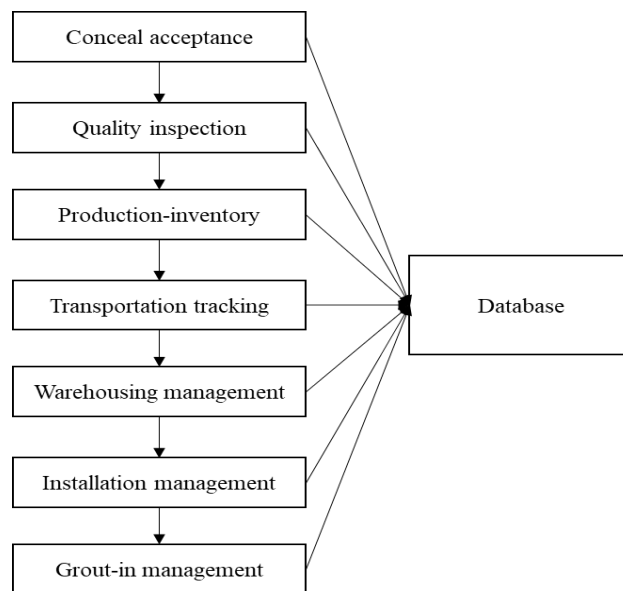 Conceal acceptance
Quality inspection
Production-inventory
Transportation tracking
Database
Warehousing management
Installation management
Grout-in management